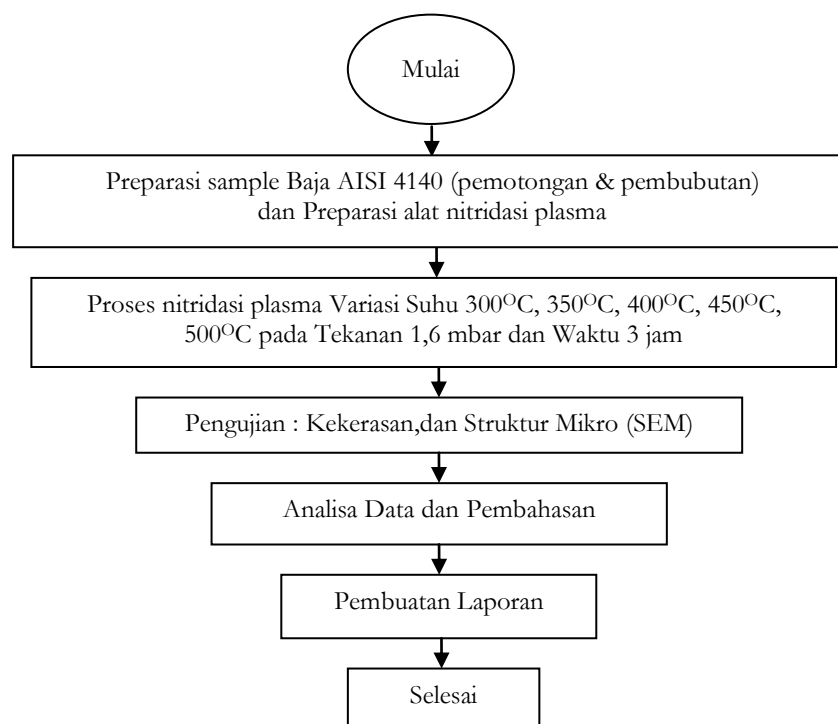 Mulai
Preparasi sample Baja AISI 4140 (pemotongan & pembubutan)
dan Preparasi alat nitridasi plasma
Proses nitridasi plasma Variasi Suhu 300ᴼC, 350ᴼC, 400ᴼC, 450ᴼC,
500ᴼC pada Tekanan 1,6 mbar dan Waktu 3 jam
Pengujian : Kekerasan,dan Struktur Mikro (SEM)
Analisa Data dan Pembahasan
Pembuatan Laporan
Selesai